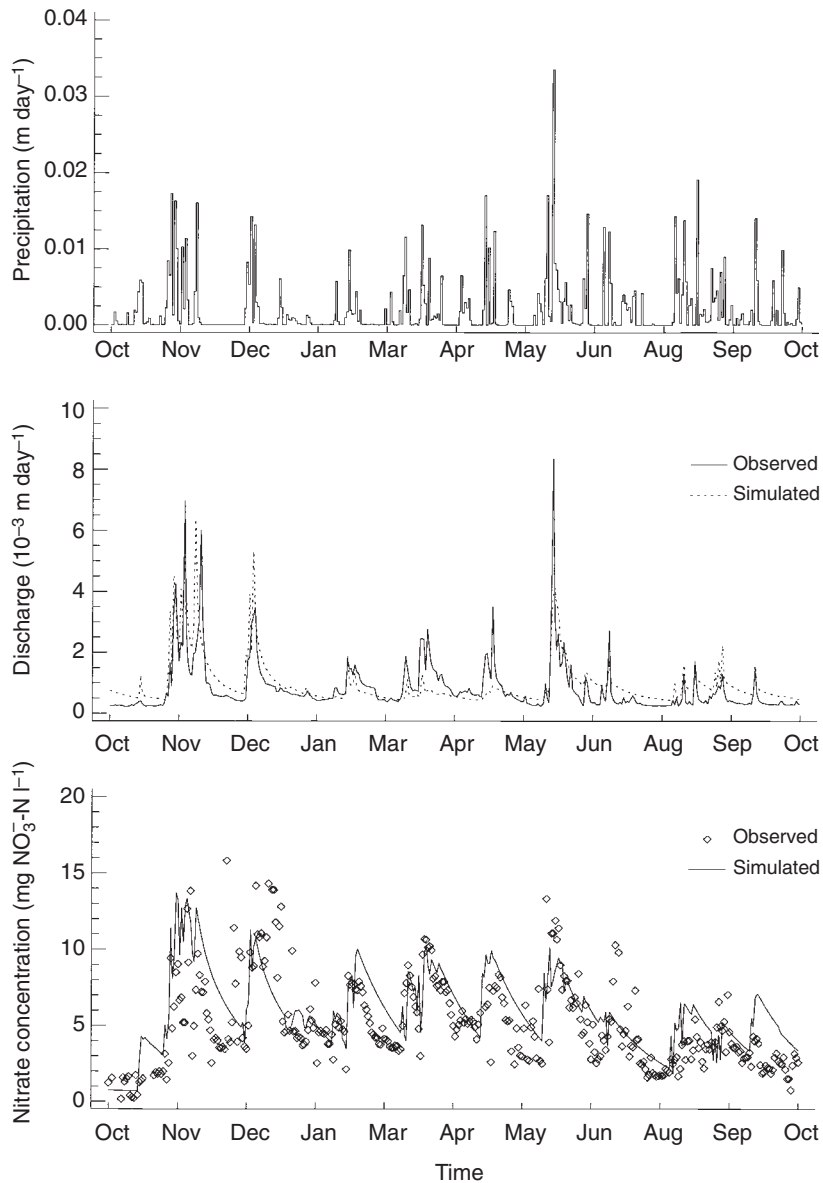 0.04
0.03
0.02
0.01
0.00
Precipitation (m day–1)
Oct Nov Dec Jan Mar Apr May Jun Aug Sep Oct
10
8
6
4
2
0
Discharge (10–3 m day–1)
Observed
Simulated
Oct Nov Dec Jan Mar Apr May Jun Aug Sep Oct
20
15
10
5
0
Nitrate concentration (mg NO3–-N l–1)
Observed
Simulated
Oct Nov Dec Jan Mar Apr May Jun Aug Sep Oct
Time